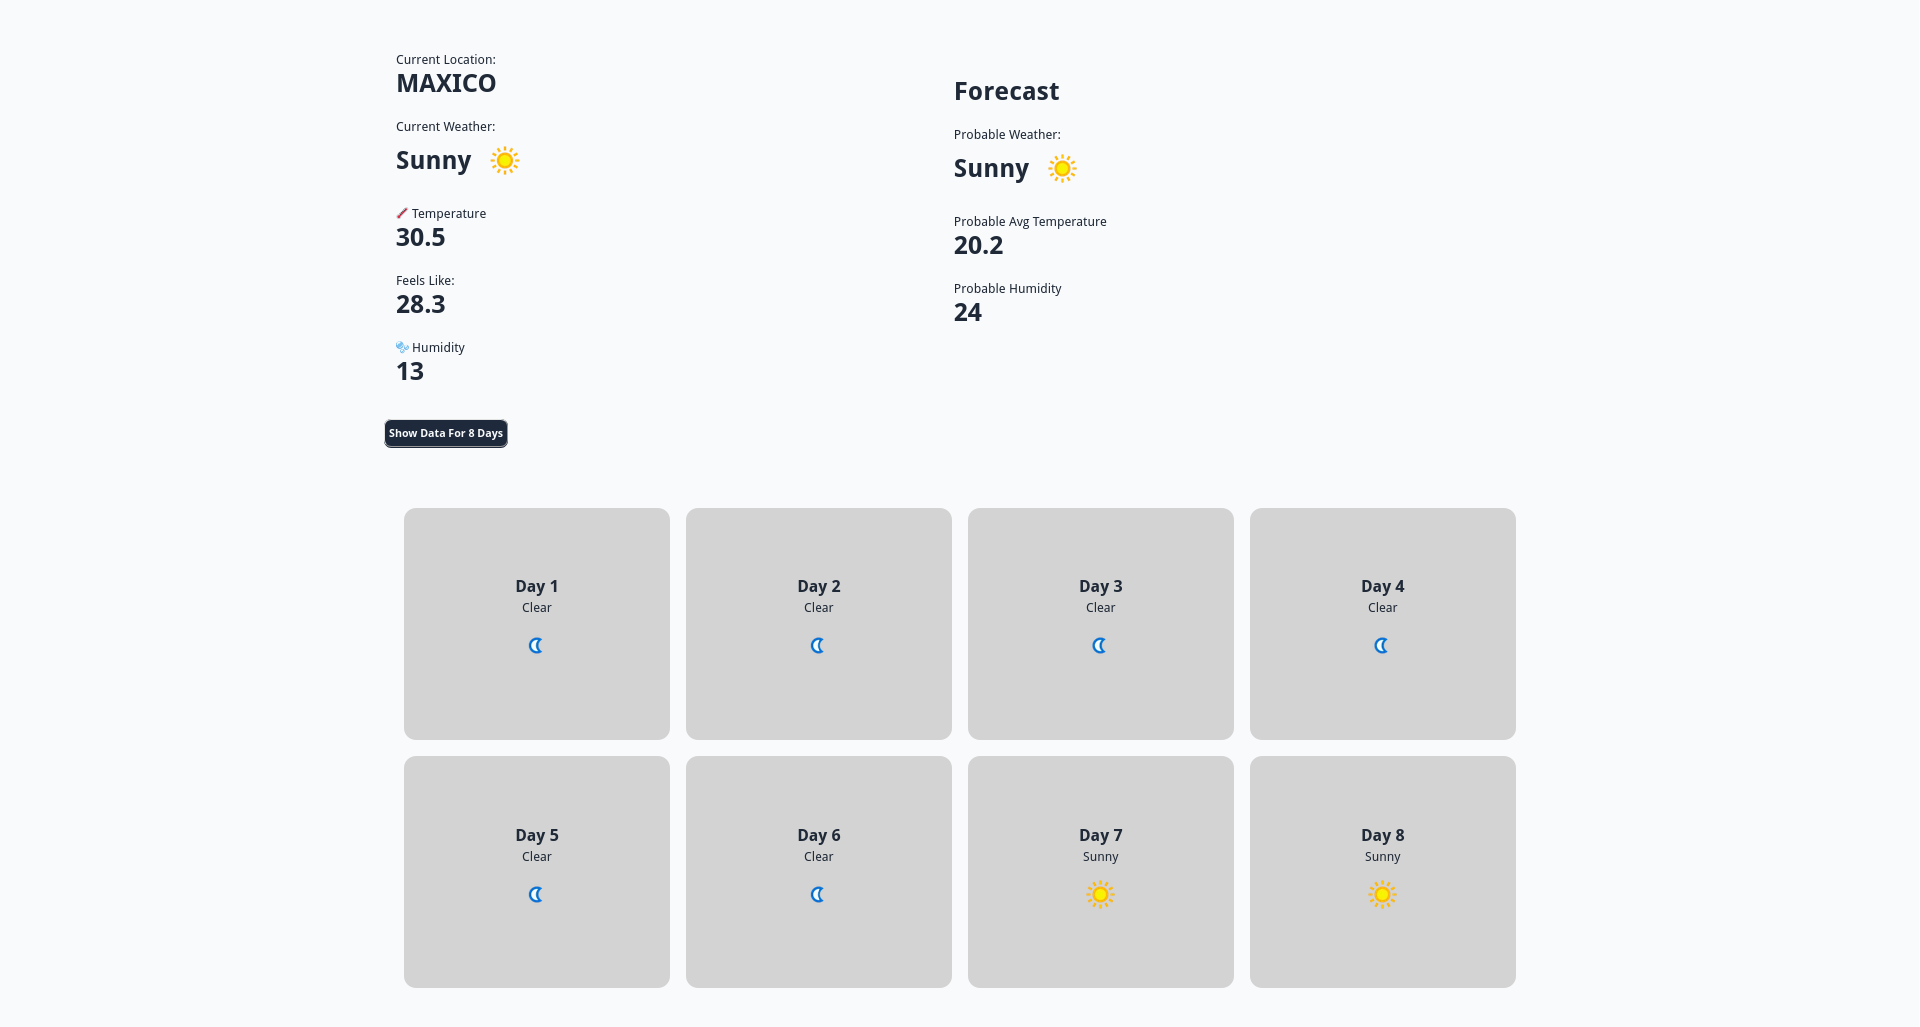 Current Location:
MAXICO
Current Weather:
Sunny
Temperature
30.5
Feels Like:
28.3
Humidity
13
Forecast
Probable Weather:
Sunny
Probable Avg Temperature
20.2
Probable Humidity
24
Show Data For 8 Days
Day 1
Clear
Day 2
Clear
Day 3
Clear
Day 4
Clear
Day 5
Clear
Day 6
Clear
Day 7
Sunny
Day 8
Sunny